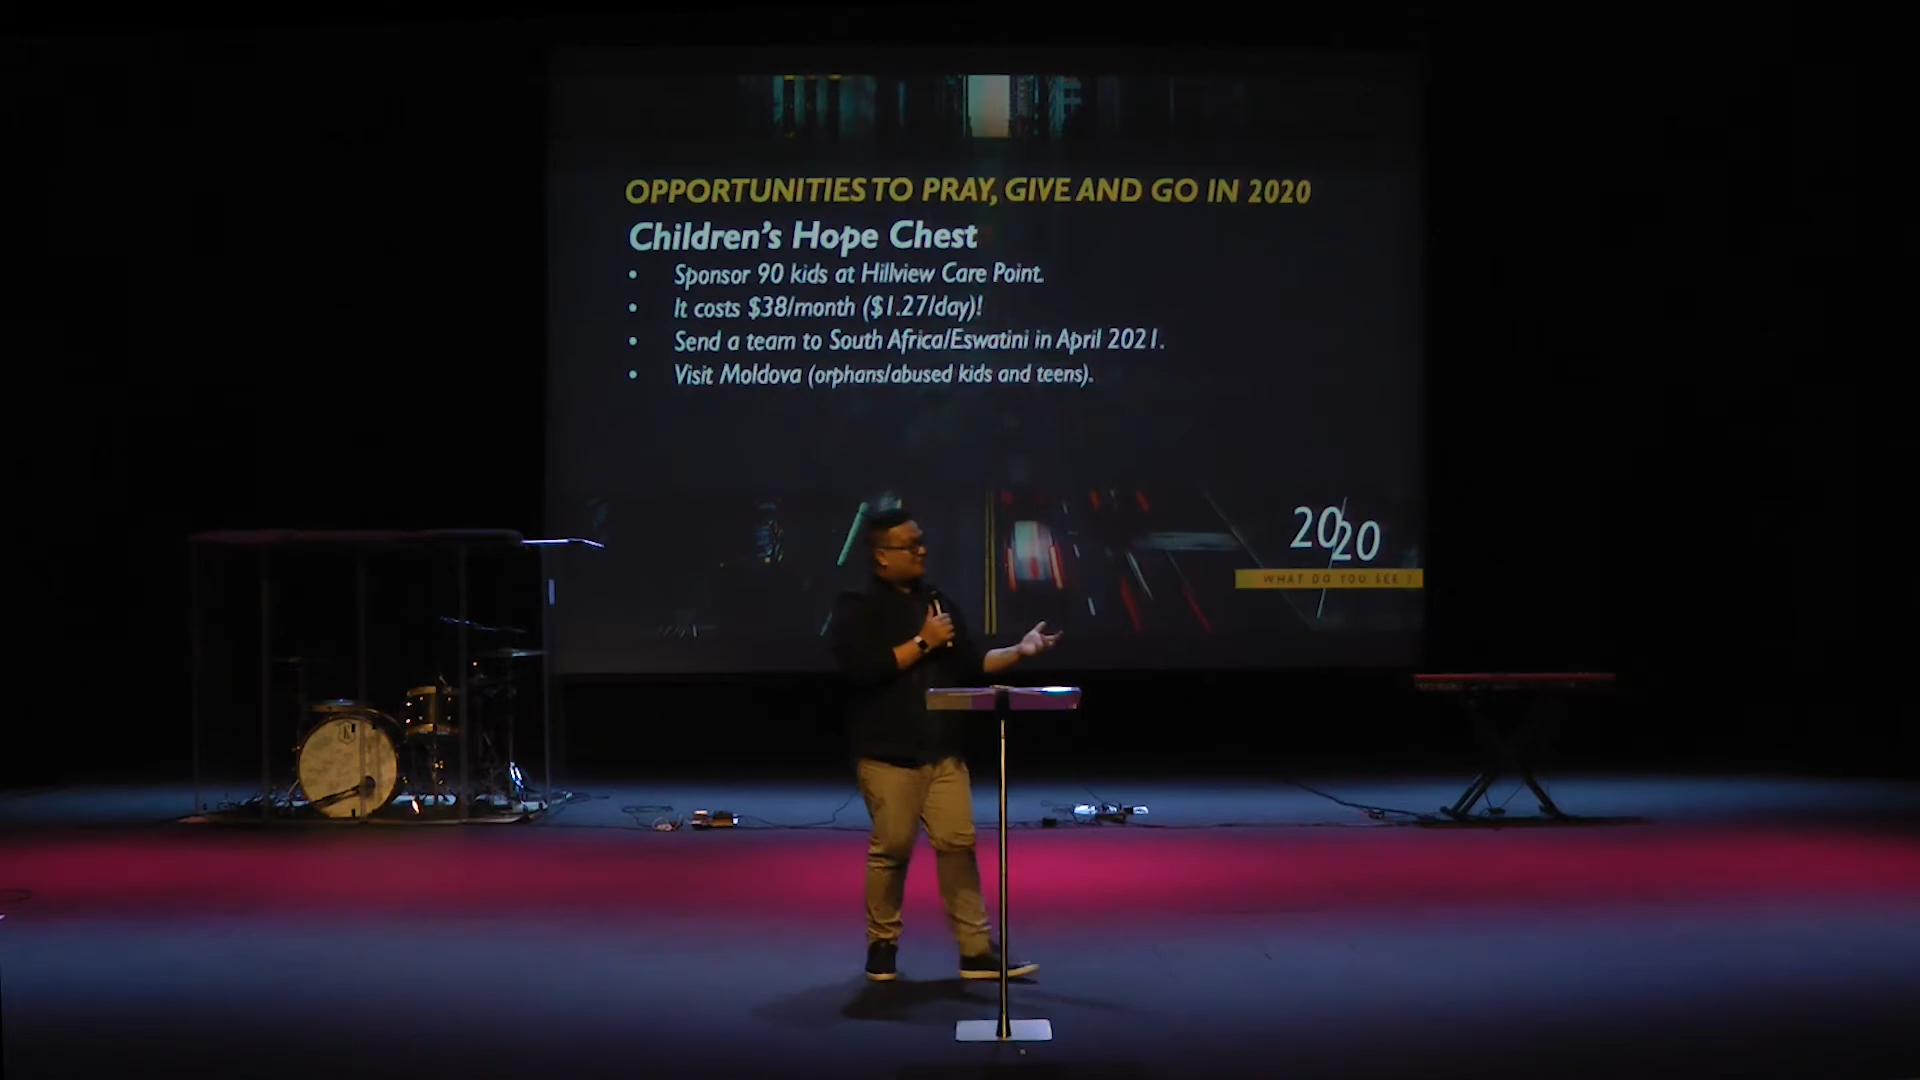 OPPORTUNITIES TO PRAY, GIVE AND GO IN 2020
Children's Hope Chest
• Sponsor 90 kids at Hillview Care Point.
• It costs $38/month ($1.27/day)!
• Send a team to South Africa/Eswatini in April 2021.
• Visit Moldova (orphans/abused kids and teens).
20/20
WHAT DO YOU SEE ?
K